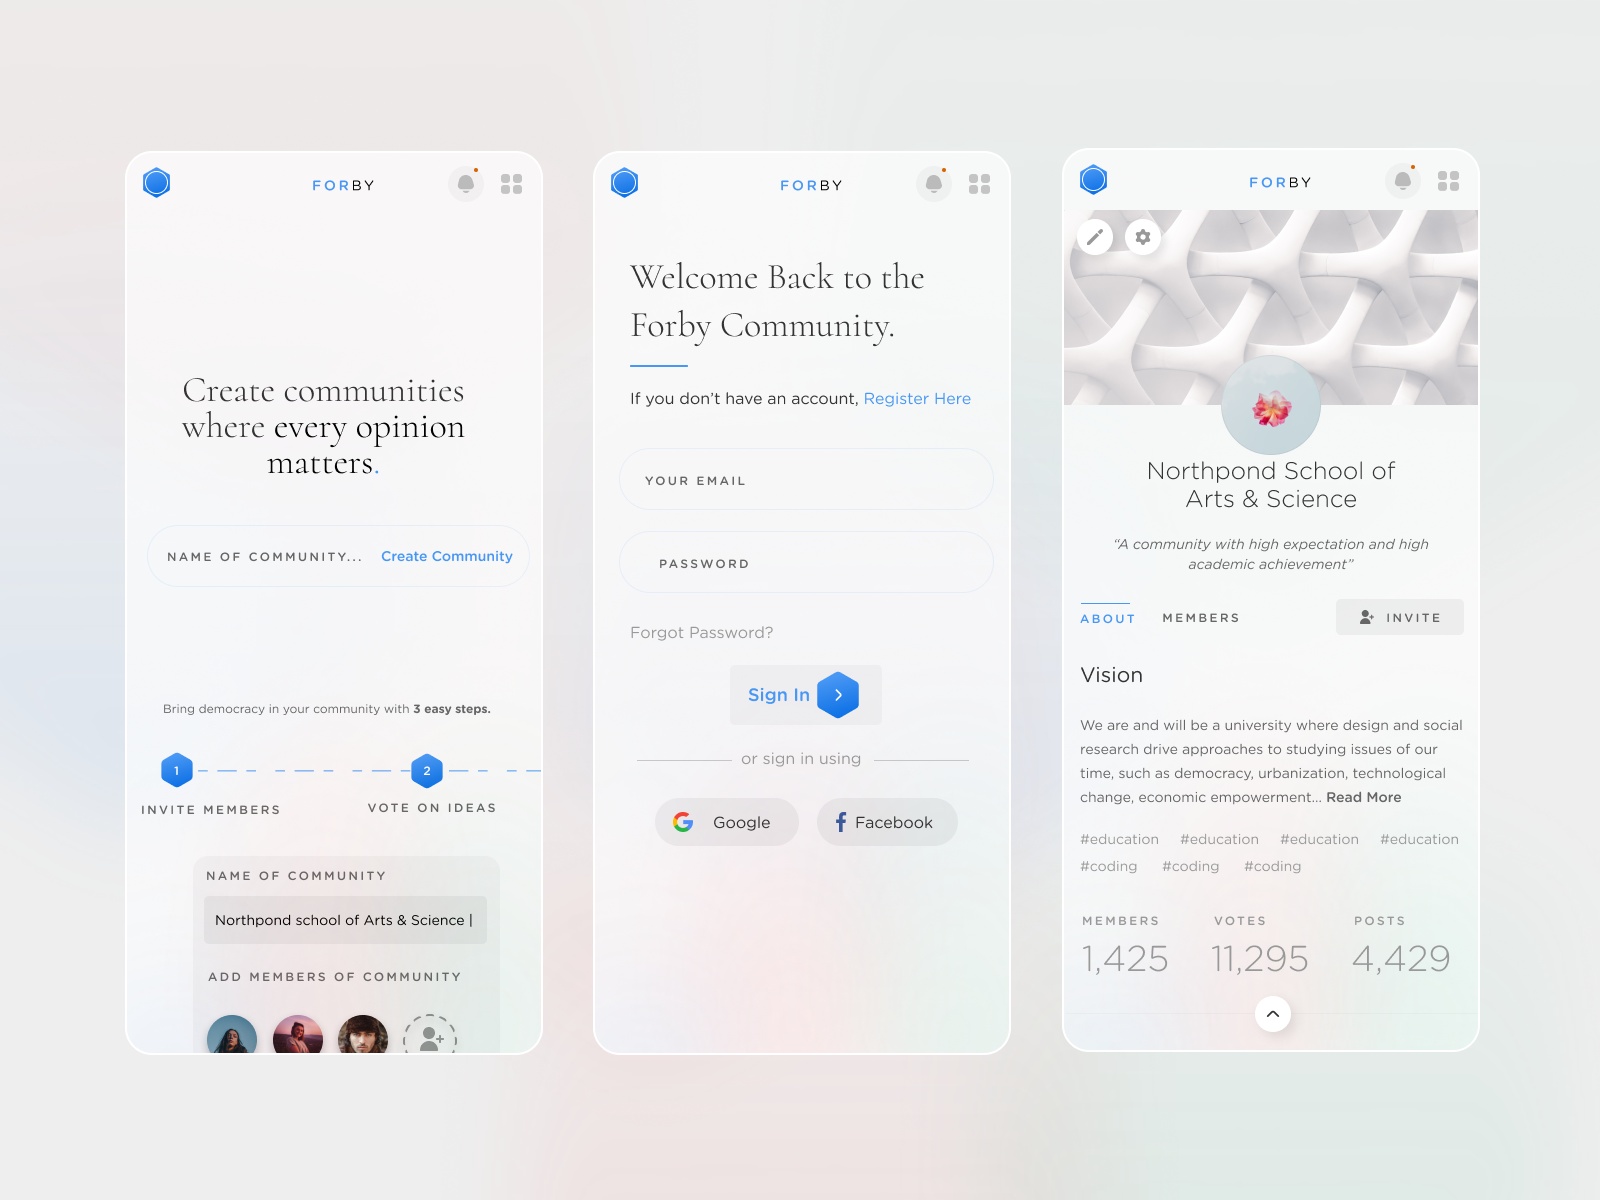 FORBY
Create communities
where every opinion
matters.
NAME OF COMMUNITY... Create Community
Bring democracy in your community with 3 easy steps.
1 2
INVITE MEMBERS VOTE ON IDEAS
NAME OF COMMUNITY
Northpond school of Arts & Science |
ADD MEMBERS OF COMMUNITY
FORBY
Welcome Back to the
Forby Community.
If you don’t have an account, Register Here
YOUR EMAIL
PASSWORD
Forgot Password?
Sign In
or sign in using
Google Facebook
FORBY
Northpond School of
Arts & Science
“A community with high expectation and high
academic achievement”
ABOUT MEMBERS INVITE
Vision
We are and will be a university where design and social
research drive approaches to studying issues of our
time, such as democracy, urbanization, technological
change, economic empowerment... Read More
#education #education #education #education
#coding #coding #coding
MEMBERS VOTES POSTS
1,425 11,295 4,429